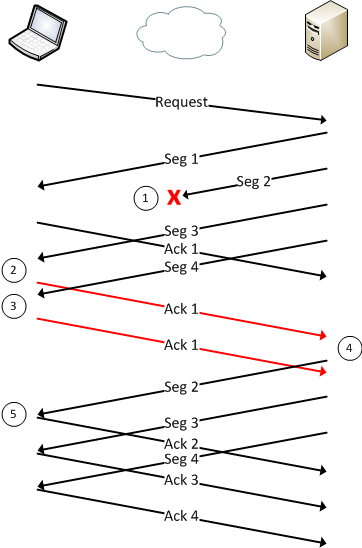 Request
Seg 1
Seg 2
1
X
Seg 3
Ack 1
2
Seg 4
3
Ack 1
Ack 1
4
Seg 2
5
Seg 3
Ack 2
Seg 4
Ack 3
Ack 4